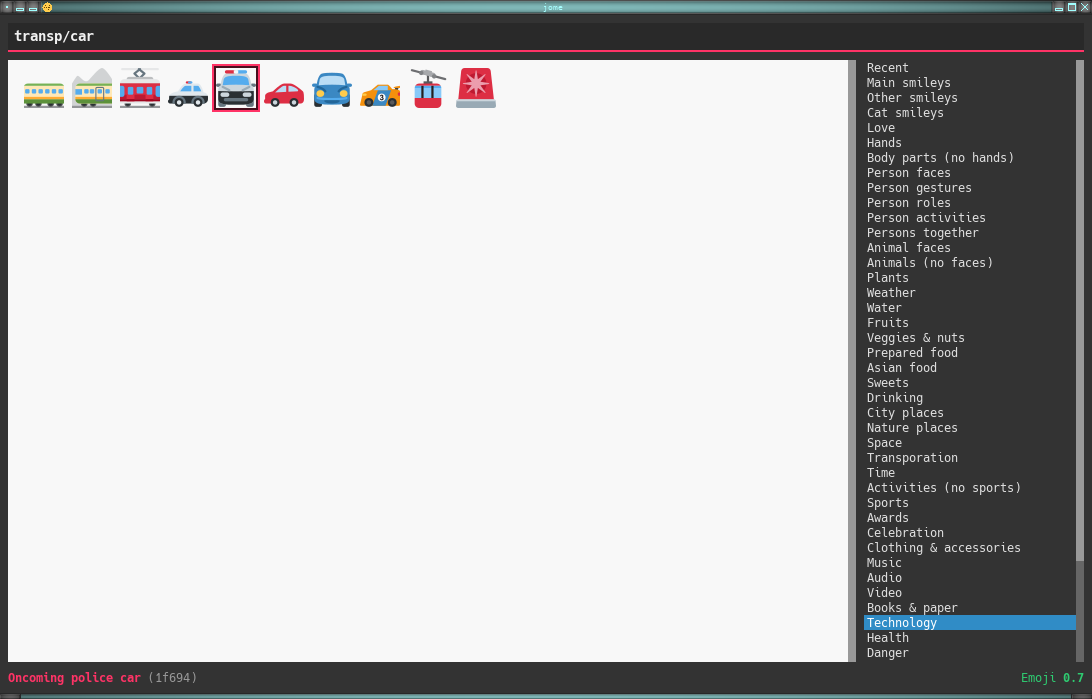 jome
transp/car
3
Recent
Main smileys
Other smileys
Cat smileys
Love
Hands
Body parts (no hands)
Person faces
Person gestures
Person roles
Person activities
Persons together
Animal faces
Animals (no faces)
Plants
Weather
Water
Fruits
Veggies & nuts
Prepared food
Asian food
Sweets
Drinking
City places
Nature places
Space
Transporation
Time
Activities (no sports)
Sports
Awards
Celebration
Clothing & accessories
Music
Audio
Video
Books & paper
Technology
Health
Danger
Oncoming police car (1f694)
Emoji 0.7